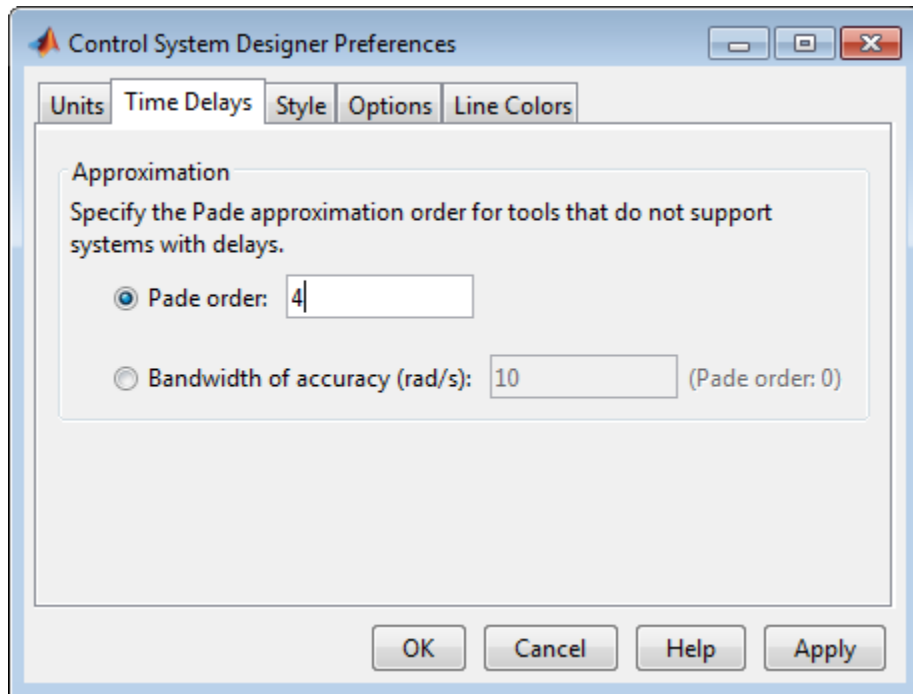 Control System Designer Preferences
Units Time Delays Style Options Line Colors
Approximation
Specify the Pade approximation order for tools that do not support
systems with delays.
Pade order: 4
Bandwidth of accuracy (rad/s): 10 (Pade order: 0)
OK Cancel Help Apply